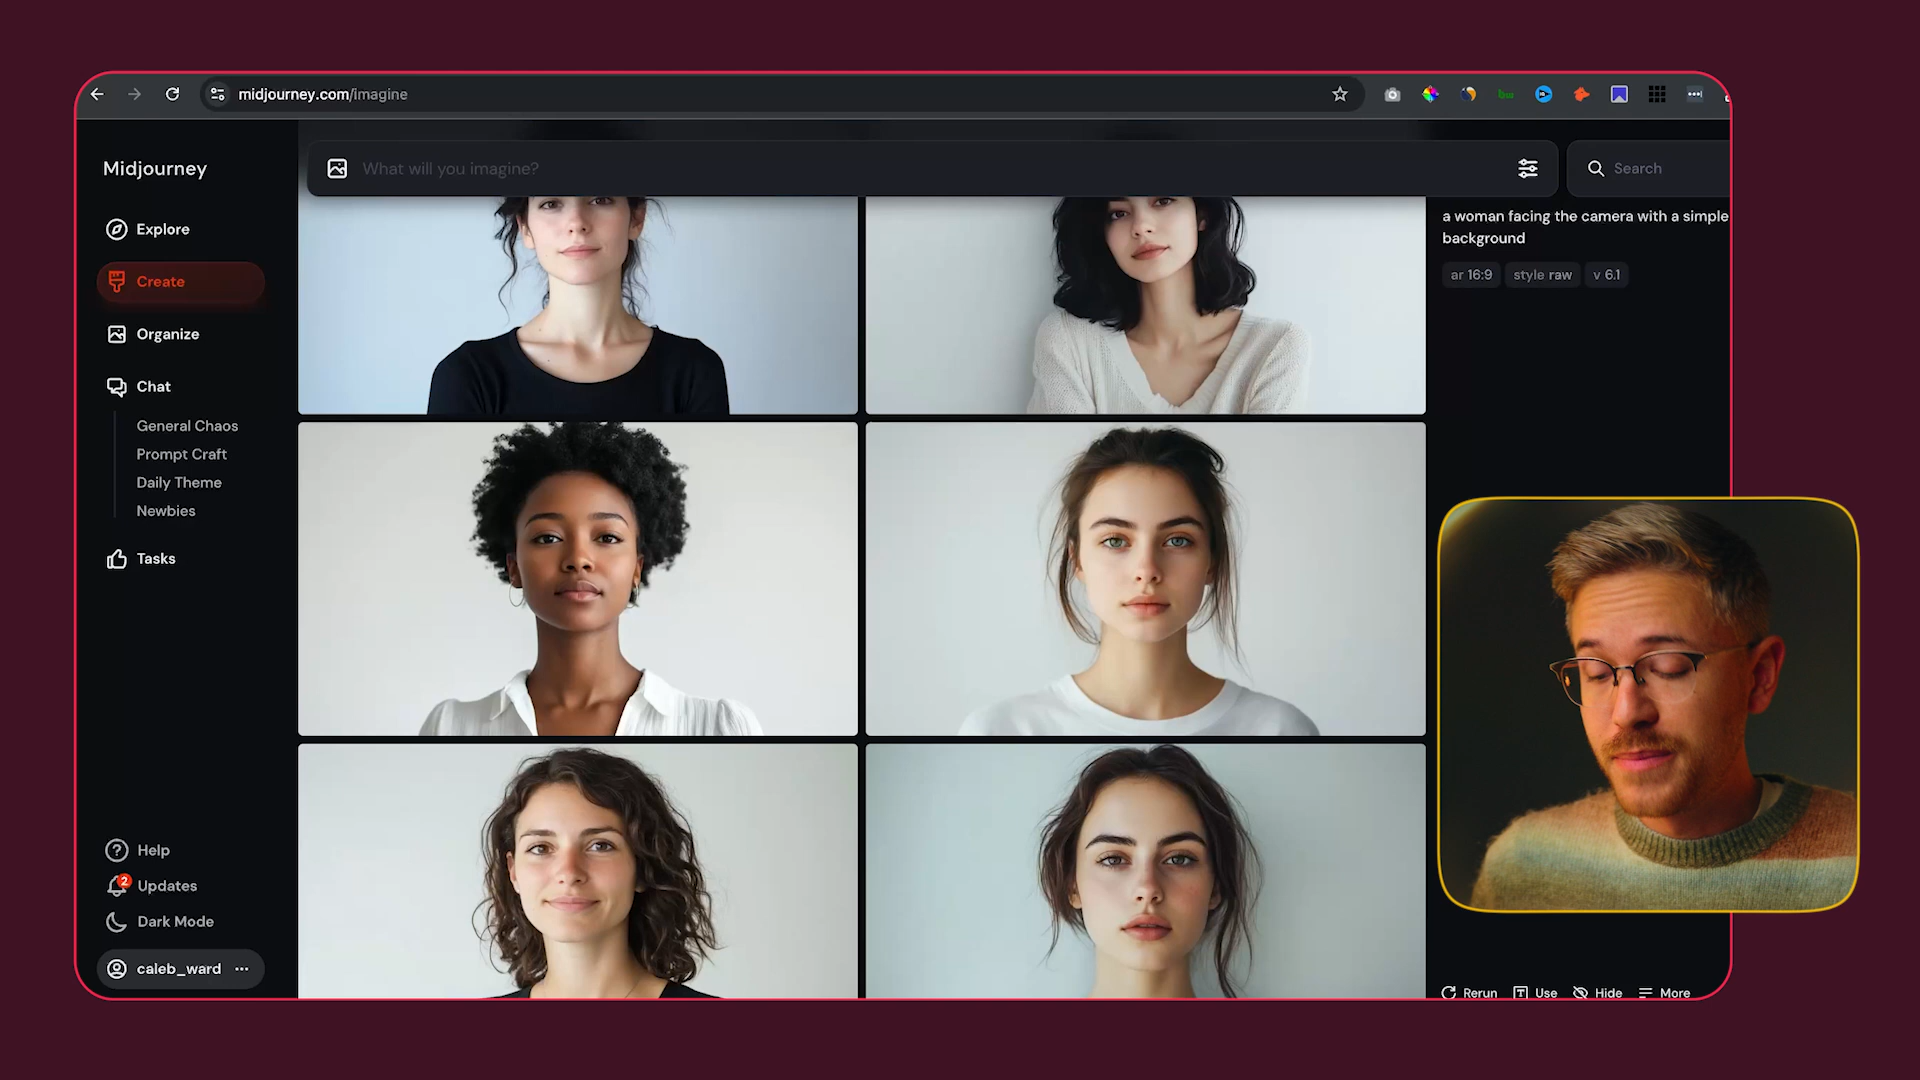 midjourney.com/imagine
Midjourney
What will you imagine?
Search
Explore
Create
Organize
Chat
General Chaos
Prompt Craft
Daily Theme
Newbies
Tasks
Help
2
Updates
Dark Mode
caleb_ward
a woman facing the camera with a simple
background
ar 16:9 style raw v 6.1
Rerun Use Hide More